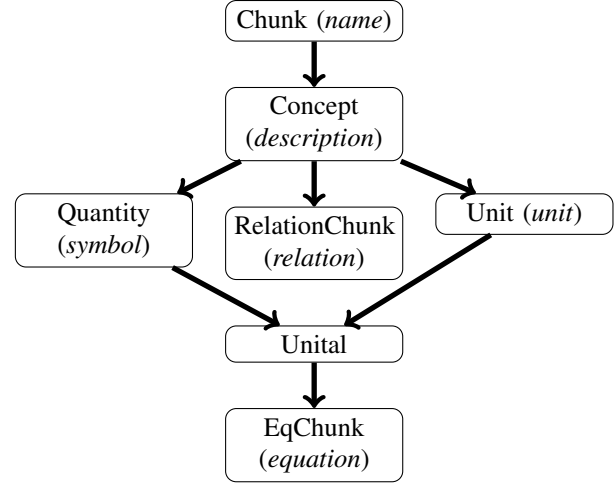 Chunk (name)
Concept
(description)
Quantity
(symbol)
RelationChunk
(relation)
Unit (unit)
Unital
EqChunk
(equation)